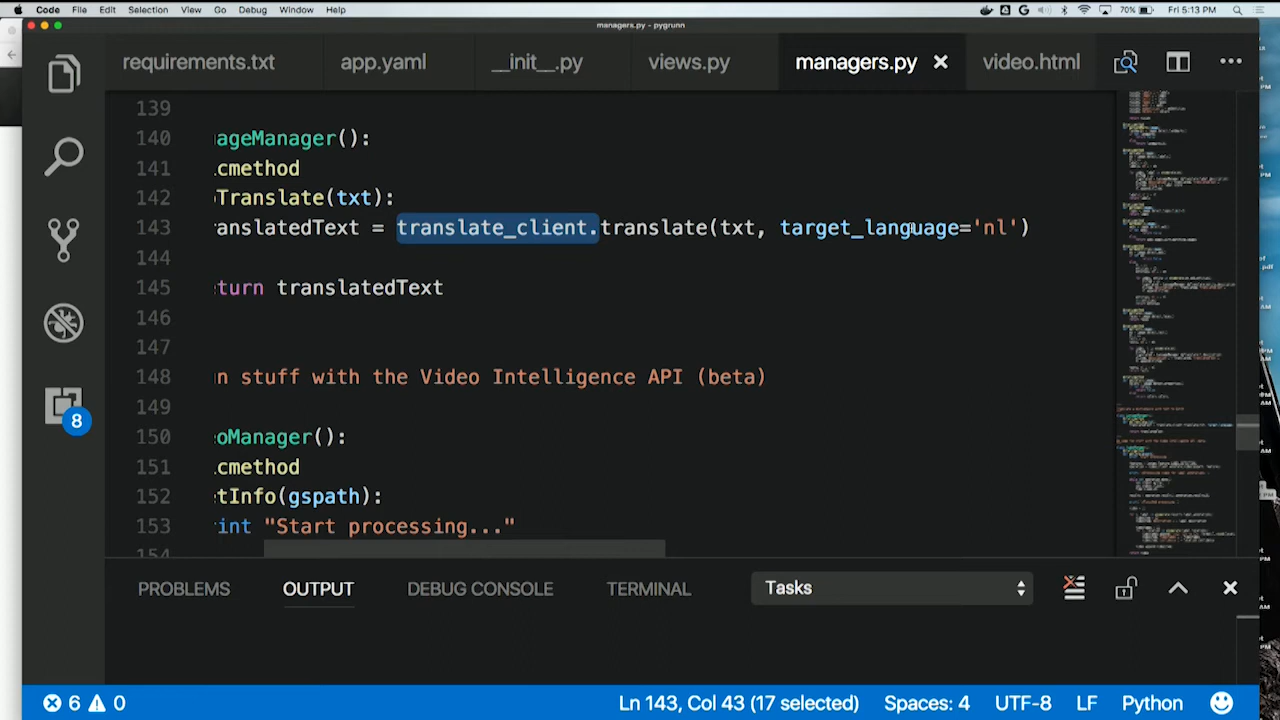 Code File Edit Selection View Go Debug Window Help 70% Fri 5:13 PM
managers.py - pygrunn
requirements.txt app.yaml __init__.py views.py managers.py video.html
139
140 ageManager():
141 cmethod
142 Translate(txt):
143 ranslatedText = translate_client.translate(txt, target_language='nl')
144
145 turn translatedText
146
147
148 n stuff with the Video Intelligence API (beta)
149
150 oManager():
151 cmethod
152 etInfo(gspath):
153 rint "Start processing..."
154
PROBLEMS OUTPUT DEBUG CONSOLE TERMINAL Tasks
8
6 0 Ln 143, Col 43 (17 selected) Spaces: 4 UTF-8 LF Python